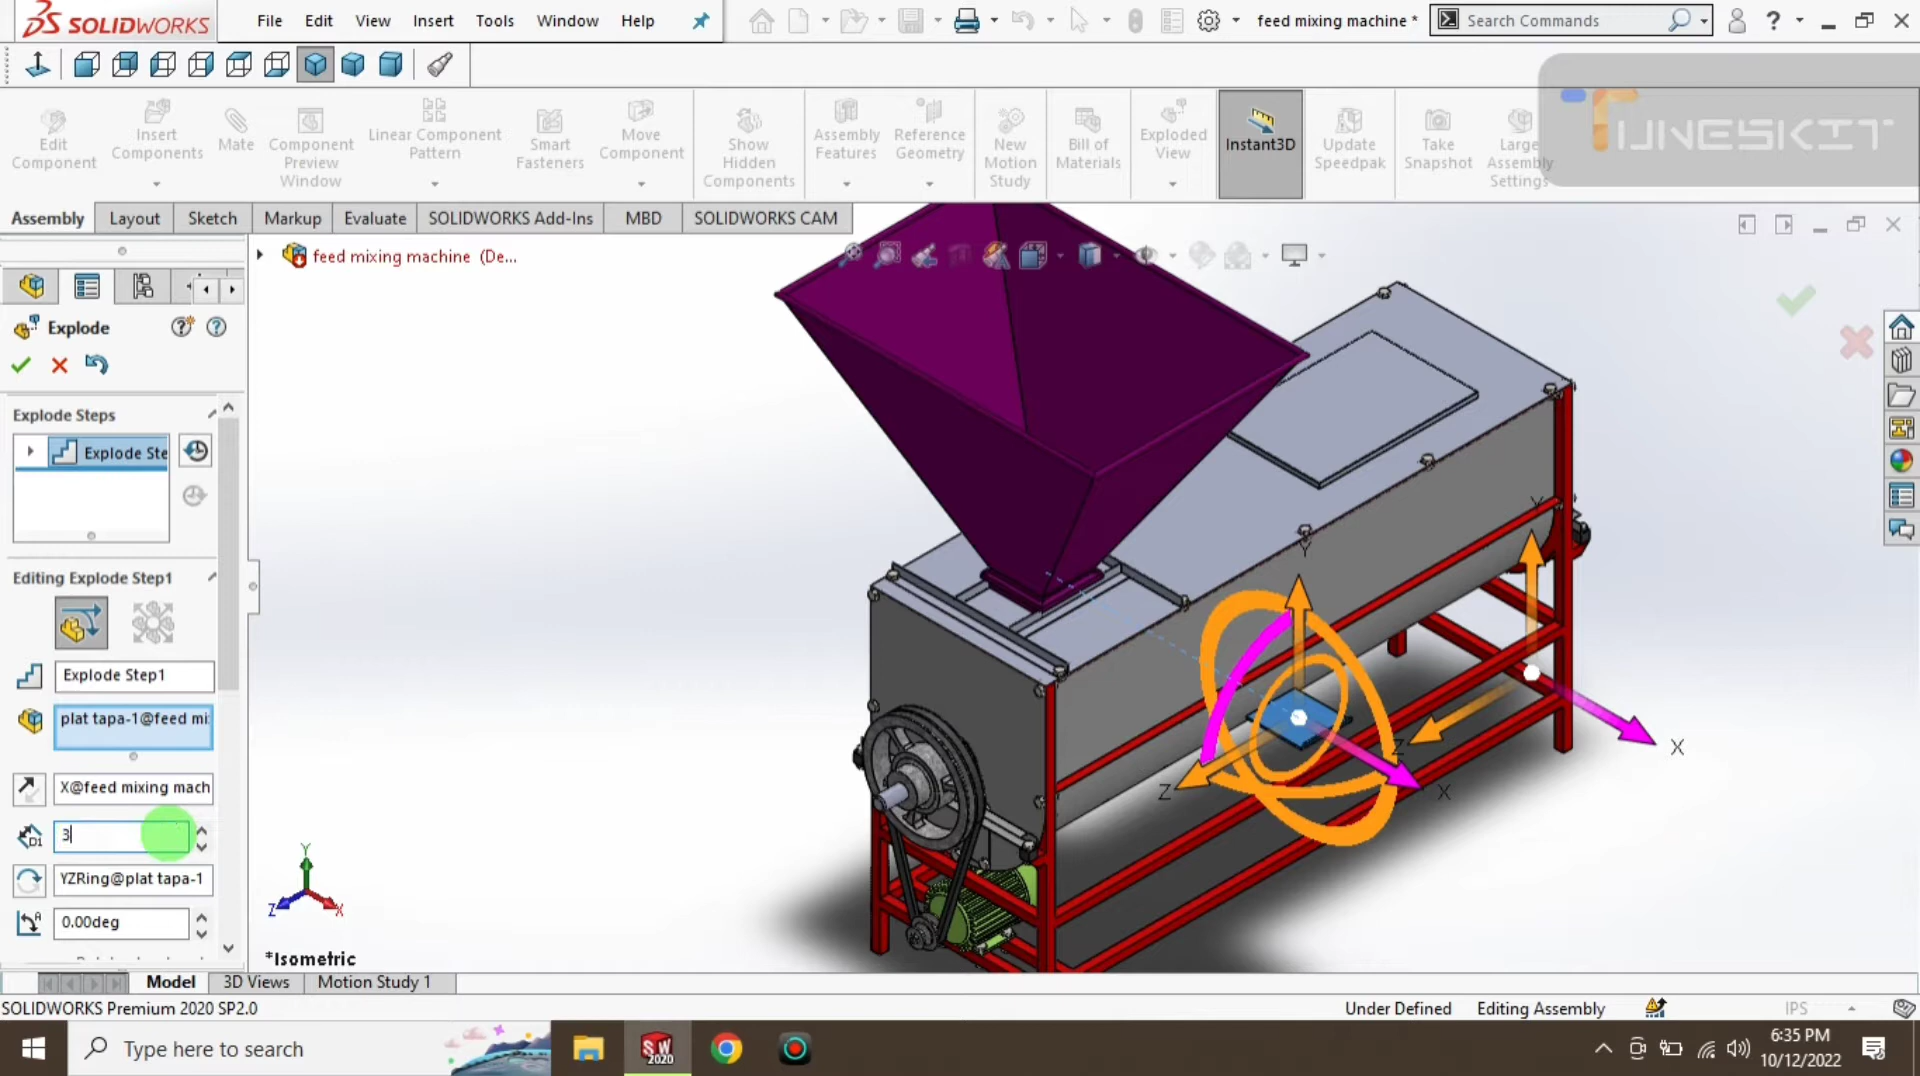 SOLIDWORKS
File Edit View Insert Tools Window Help
feed mixing machine *
Search Commands
Edit Component
Insert Components
Mate
Component Preview Window
Linear Component Pattern
Smart Fasteners
Move Component
Show Hidden Components
Assembly Features
Reference Geometry
New Motion Study
Bill of Materials
Exploded View
Instant3D
Update Speedpak
Take Snapshot
Large Assembly Settings
TUNESKIT
Assembly Layout Sketch Markup Evaluate SOLIDWORKS Add-Ins MBD SOLIDWORKS CAM
feed mixing machine (De...
Explode
Explode Steps
Explode Ste
Editing Explode Step1
Explode Step1
plat tapa-1@feed mi
X@feed mixing mach
D1
3
YZRing@plat tapa-1
0.00deg
Y
Y
Z
X
Z
X
Y
Z
X
*Isometric
Model 3D Views Motion Study 1
SOLIDWORKS Premium 2020 SP2.0
Under Defined Editing Assembly IPS
Type here to search
SW 2020
6:35 PM
10/12/2022